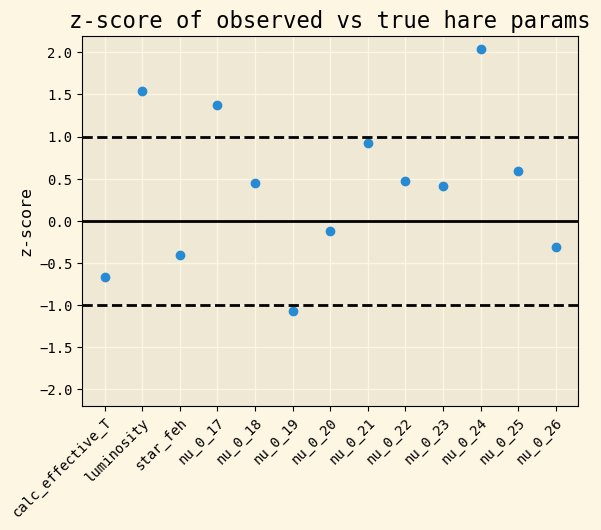 z-score of observed vs true hare params
z-score
2.0
1.5
1.0
0.5
0.0
−0.5
−1.0
−1.5
−2.0
calc_effective_T
luminosity
star_feh
nu_0_17
nu_0_18
nu_0_19
nu_0_20
nu_0_21
nu_0_22
nu_0_23
nu_0_24
nu_0_25
nu_0_26